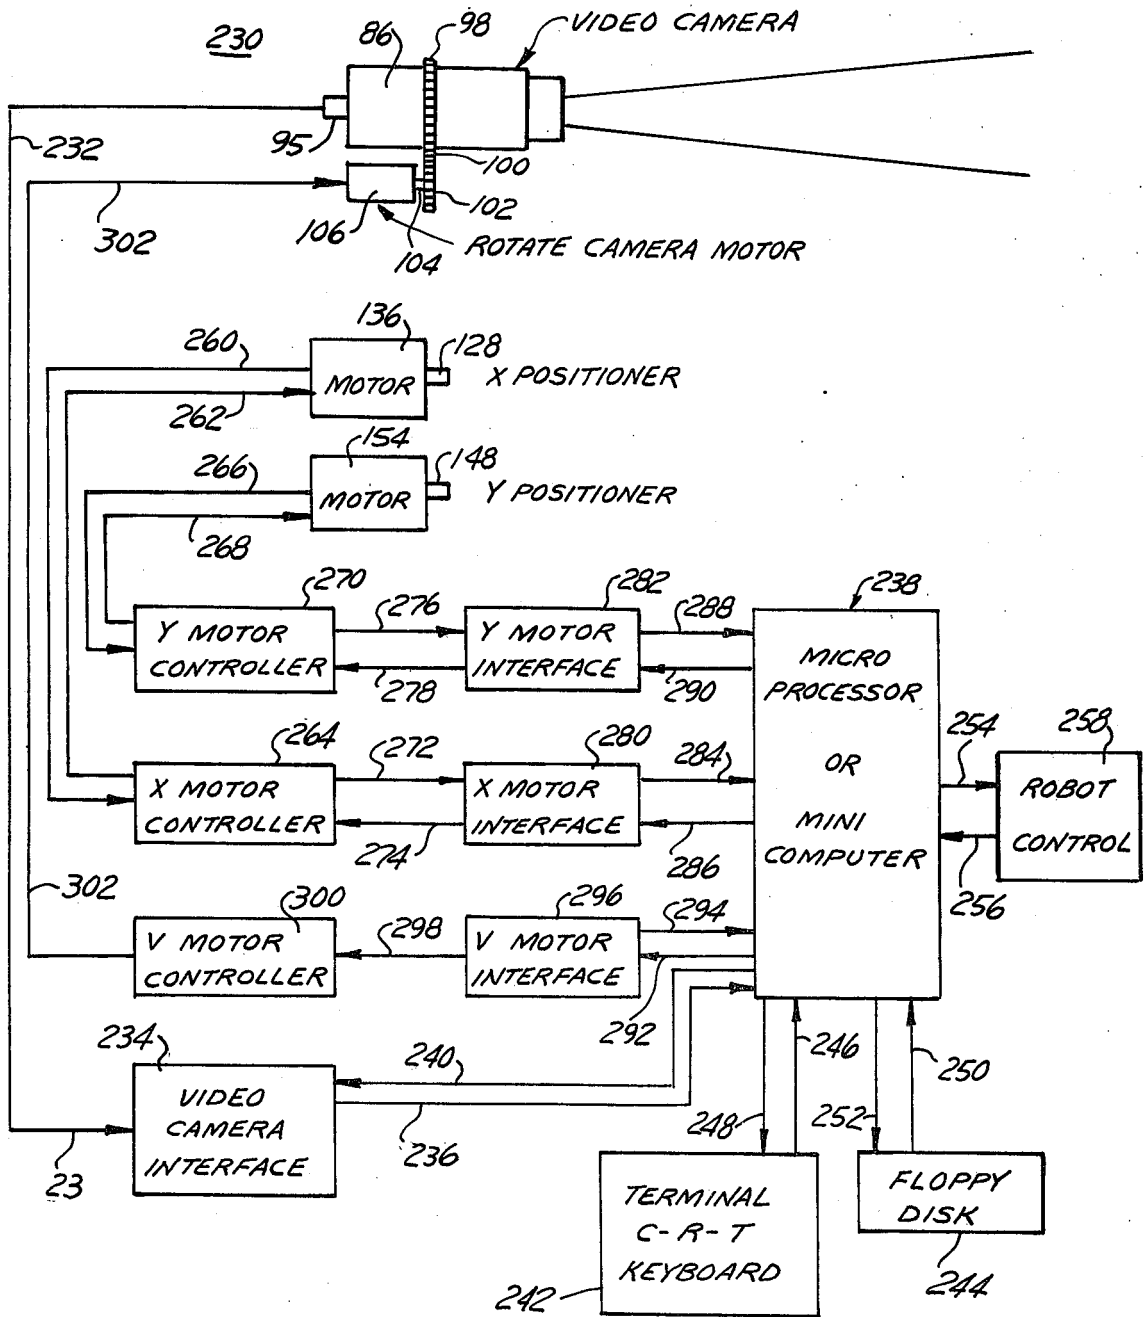 230
86
98
VIDEO CAMERA
95
232
100
102
302
106
104
ROTATE CAMERA MOTOR
136
260
128
MOTOR
X POSITIONER
262
154
266
148
MOTOR
Y POSITIONER
268
270
276
282
288
238
Y MOTOR
CONTROLLER
Y MOTOR
INTERFACE
278
290
MICRO
PROCESSOR
OR
MINI
COMPUTER
254
258
ROBOT
CONTROL
256
264
272
280
284
X MOTOR
CONTROLLER
X MOTOR
INTERFACE
274
286
302
300
298
296
294
V MOTOR
CONTROLLER
V MOTOR
INTERFACE
292
234
240
246
250
VIDEO
CAMERA
INTERFACE
236
248
252
23
TERMINAL
C-R-T
KEYBOARD
FLOPPY
DISK
242
244